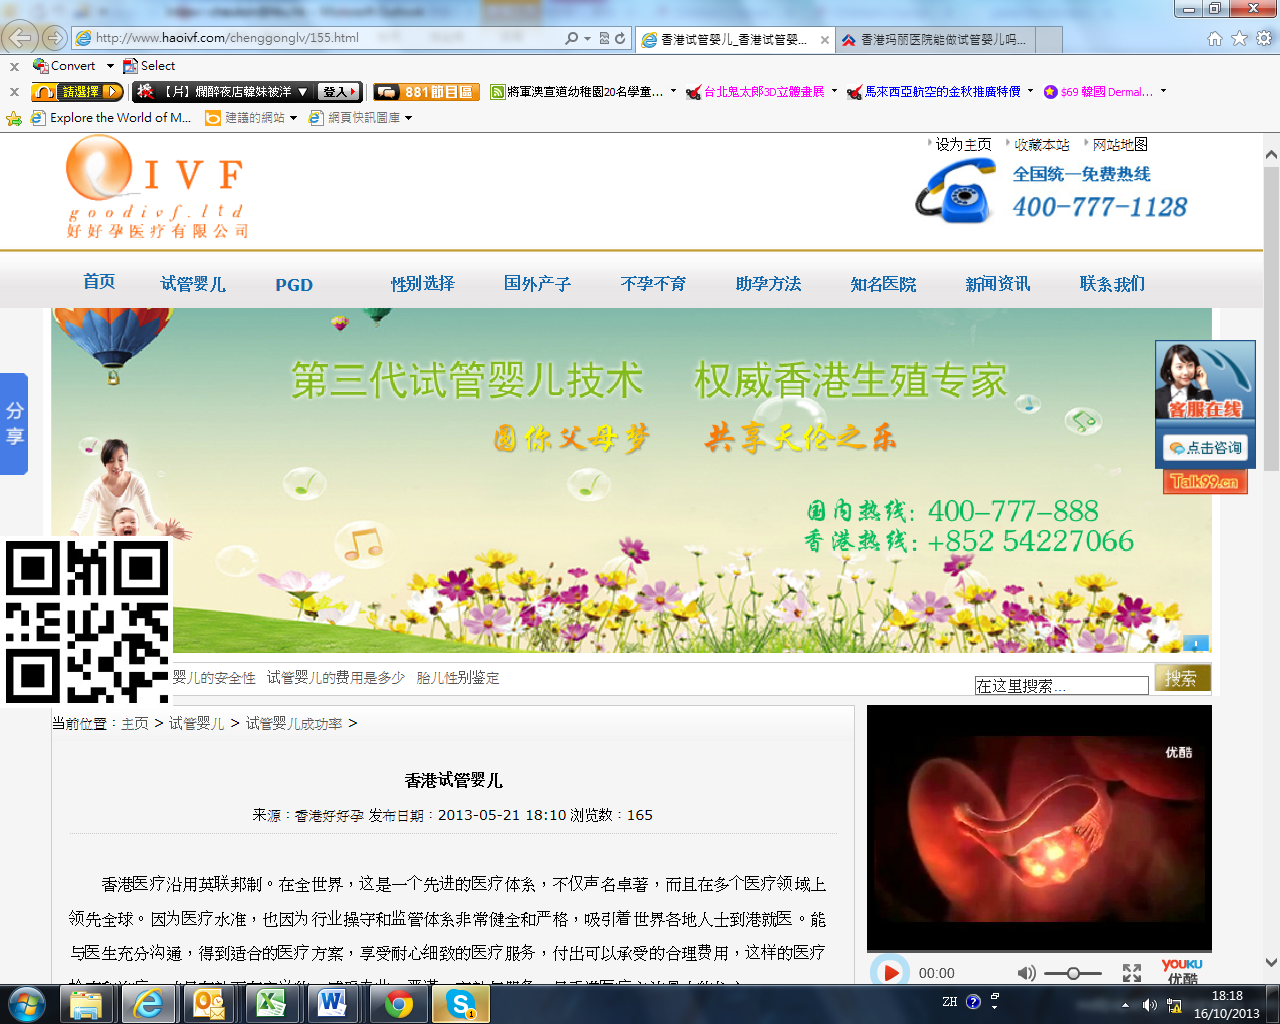 http://www.haoivf.com/chenggonglv/155.html
香港试管婴儿_香港试管婴...
香港玛丽医院能做试管婴儿吗...
Convert
Select
請選擇
【片】爛醉夜店韓妹被洋
登入
881節目區
將軍澳宣道幼稚園20名學童...
台北鬼太郎3D立體畫展
馬來西亞航空的金秋推廣特價
$69 韓國 Dermal...
Explore the World of M...
建議的網站
網頁快訊圖庫
IVF
goodivf.ltd
好好孕医疗有限公司
设为主页
收藏本站
网站地图
全国统一免费热线
400-777-1128
首页
试管婴儿
PGD
性别选择
国外产子
不孕不育
助孕方法
知名医院
新闻资讯
联系我们
第三代试管婴儿技术 权威香港生殖专家
圆你父母梦 共享天伦之乐
国内热线: 400-777-888
香港热线: +852 54227066
分享
客服在线
点击咨询
Talk99.cn
1
婴儿的安全性 试管婴儿的费用是多少 胎儿性别鉴定
在这里搜索...
搜索
当前位置：主页 > 试管婴儿 > 试管婴儿成功率 >
香港试管婴儿
来源：香港好好孕 发布日期：2013-05-21 18:10 浏览数：165
香港医疗沿用英联邦制。在全世界，这是一个先进的医疗体系，不仅声名卓著，而且在多个医疗领域上
领先全球。因为医疗水准，也因为行业操守和监管体系非常健全和严格，吸引着世界各地人士到港就医。能
与医生充分沟通，得到适合的医疗方案，享受耐心细致的医疗服务，付出可以承受的合理费用，这样的医疗
优酷
00:00
YOUKU
优酷
ZH
1
18:18
16/10/2013